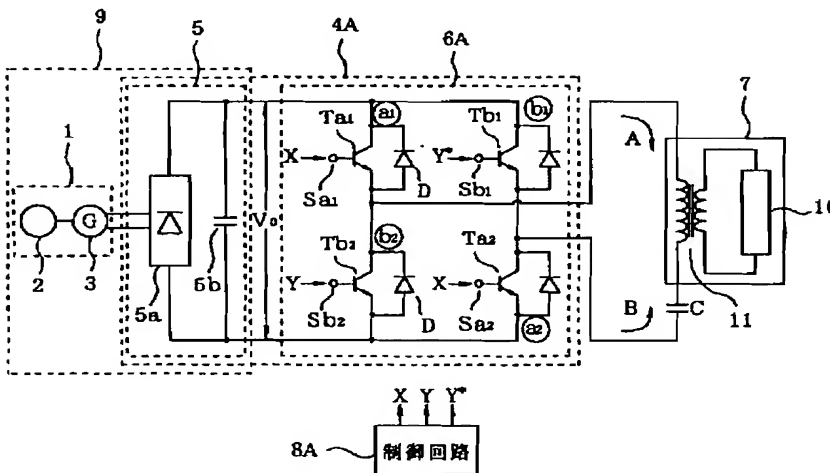 9
5
4A
6A
1
G
2
3
5a
5b
V₀
Ta₁
a₁
X
Sa₁
D
Tb₁
b₁
Y*
Sb₁
Tb₂
b₂
Y
Sb₂
D
Ta₂
X
Sa₂
a₂
A
B
C
7
10
11
X Y Y*
8A
制御回路